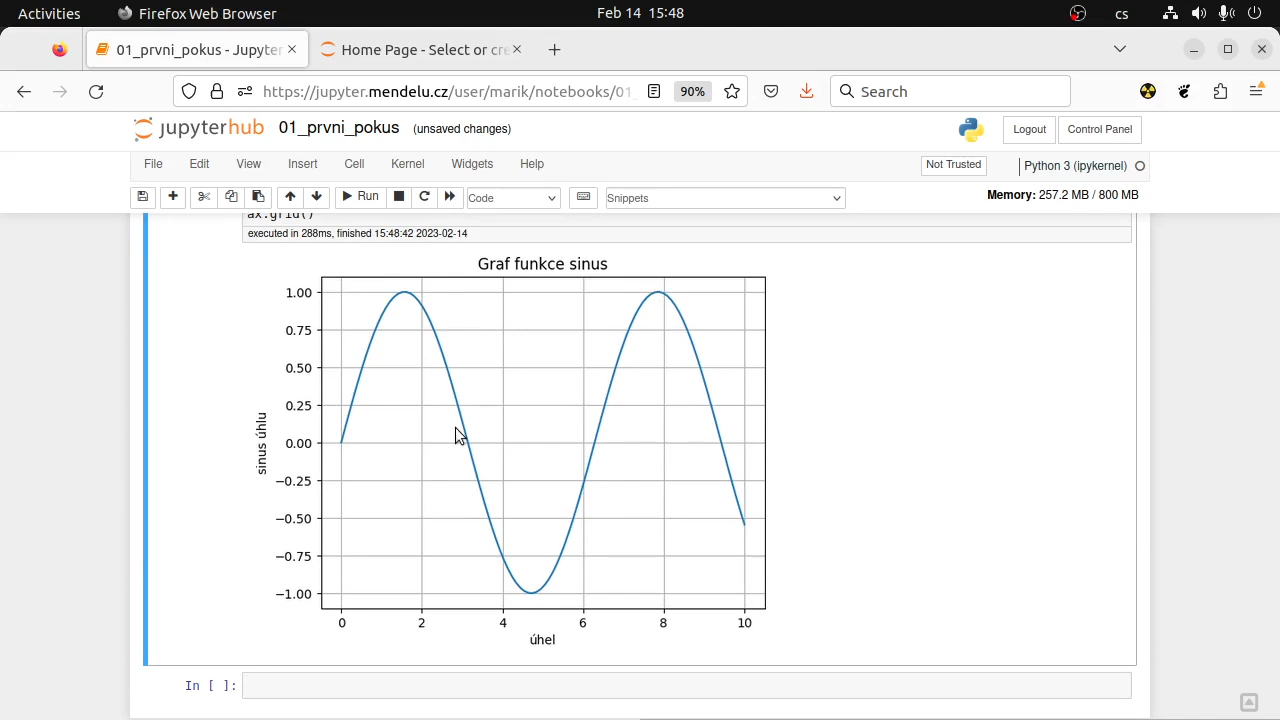 Activities Firefox Web Browser Feb 14 15:48 cs
01_prvni_pokus - Jupyter Home Page - Select or cre
https://jupyter.mendelu.cz/user/marik/notebooks/01_ 90% Search
jupyterhub 01_prvni_pokus (unsaved changes) Logout Control Panel
File Edit View Insert Cell Kernel Widgets Help Not Trusted Python 3 (ipykernel)
Run Code Snippets Memory: 257.2 MB / 800 MB
ax.grid()
executed in 288ms, finished 15:48:42 2023-02-14
Graf funkce sinus
1.00
0.75
0.50
0.25
0.00
−0.25
−0.50
−0.75
−1.00
sinus úhlu
0 2 4 6 8 10
úhel
In [ ]: